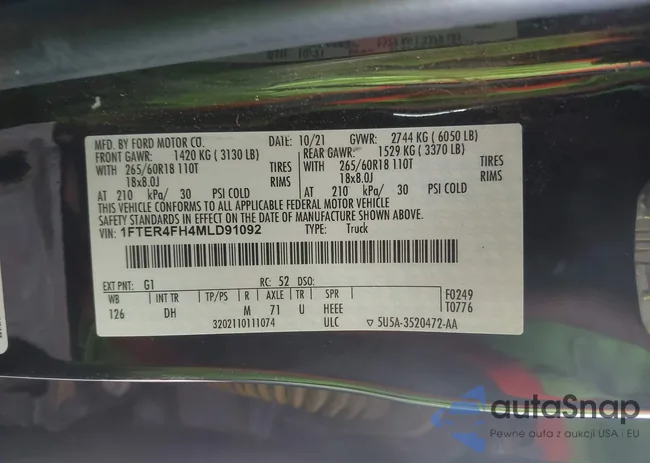 MFD. BY FORD MOTOR CO.
DATE: 10/21 GVWR: 2744 KG ( 6050 LB)
FRONT GAWR: 1420 KG ( 3130 LB)
REAR GAWR: 1529 KG ( 3370 LB)
WITH 265/60R18 110T TIRES
WITH 265/60R18 110T TIRES
18x8.0J RIMS
18x8.0J RIMS
AT 210 kPa/ 30 PSI COLD
AT 210 kPa/ 30 PSI COLD
THIS VEHICLE CONFORMS TO ALL APPLICABLE FEDERAL MOTOR VEHICLE
SAFETY STANDARDS IN EFFECT ON THE DATE OF MANUFACTURE SHOWN ABOVE.
VIN: 1FTER4FH4MLD91092 TYPE: Truck
EXT PNT: G1 RC: 52 DSO:
WB INT TR TP/PS R AXLE TR SPR F0249
126 DH M 71 U HEEE T0776
3202110111074 ULC ▽ 5U5A-3520472-AA
autoSnap
Pewne auta z aukcji USA i EU